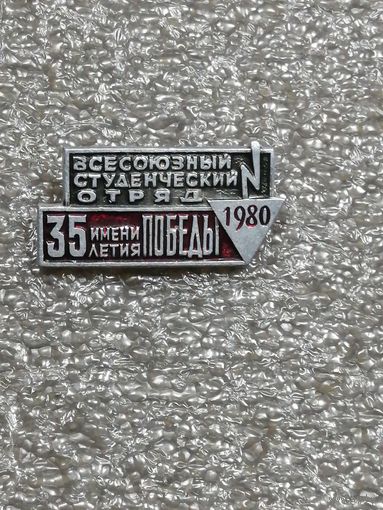 ВСЕСОЮЗНЫЙ
СТУДЕНЧЕСКИЙ
ОТРЯД
1980
35 ИМЕНИ ЛЕТИЯ ПОБЕДЫ